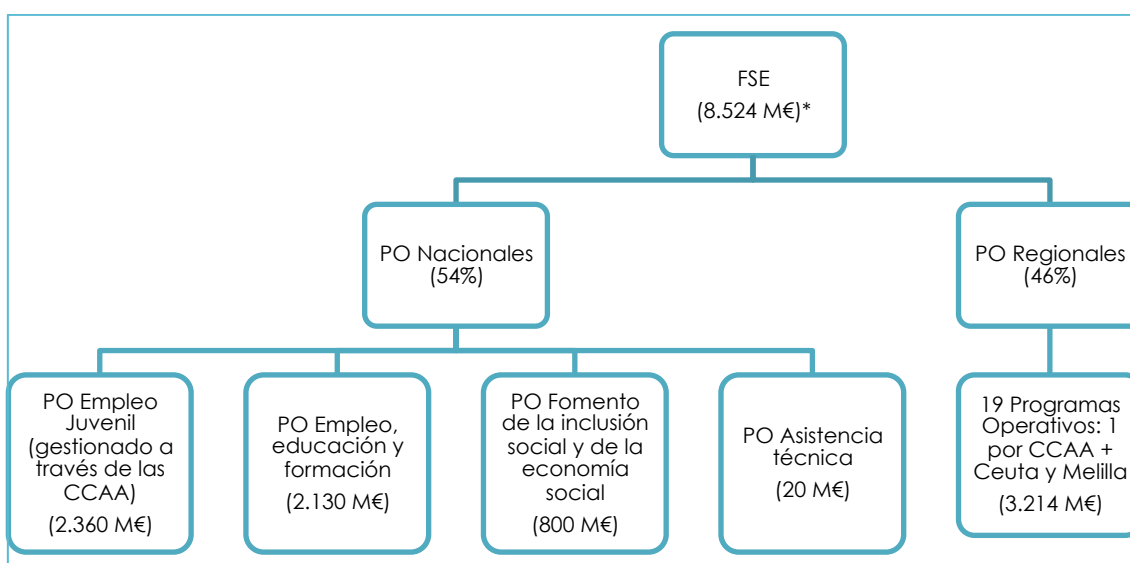 FSE
(8.524 M€)*
PO Nacionales
(54%)
PO Regionales
(46%)
PO Empleo
Juvenil
(gestionado a
través de las
CCAA)
(2.360 M€)
PO Empleo,
educación y
formación
(2.130 M€)
PO Fomento
de la inclusión
social y de la
economía
social
(800 M€)
PO Asistencia
técnica
(20 M€)
19 Programas
Operativos: 1
por CCAA +
Ceuta y Melilla
(3.214 M€)